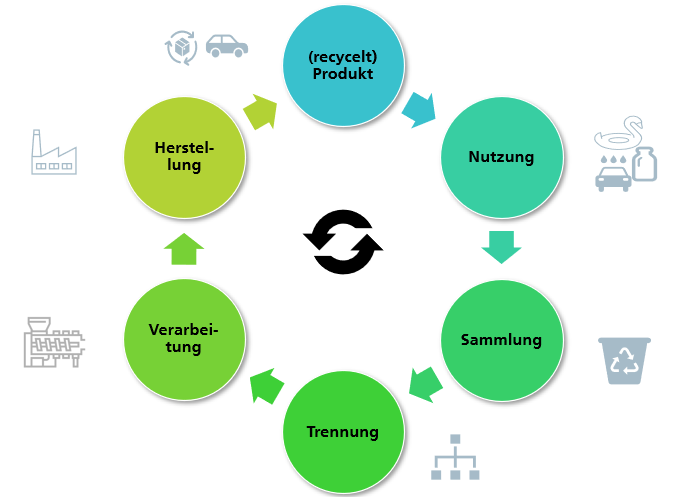 (recycelt)
Produkt
Nutzung
Sammlung
Trennung
Verarbei-
tung
Herstel-
lung